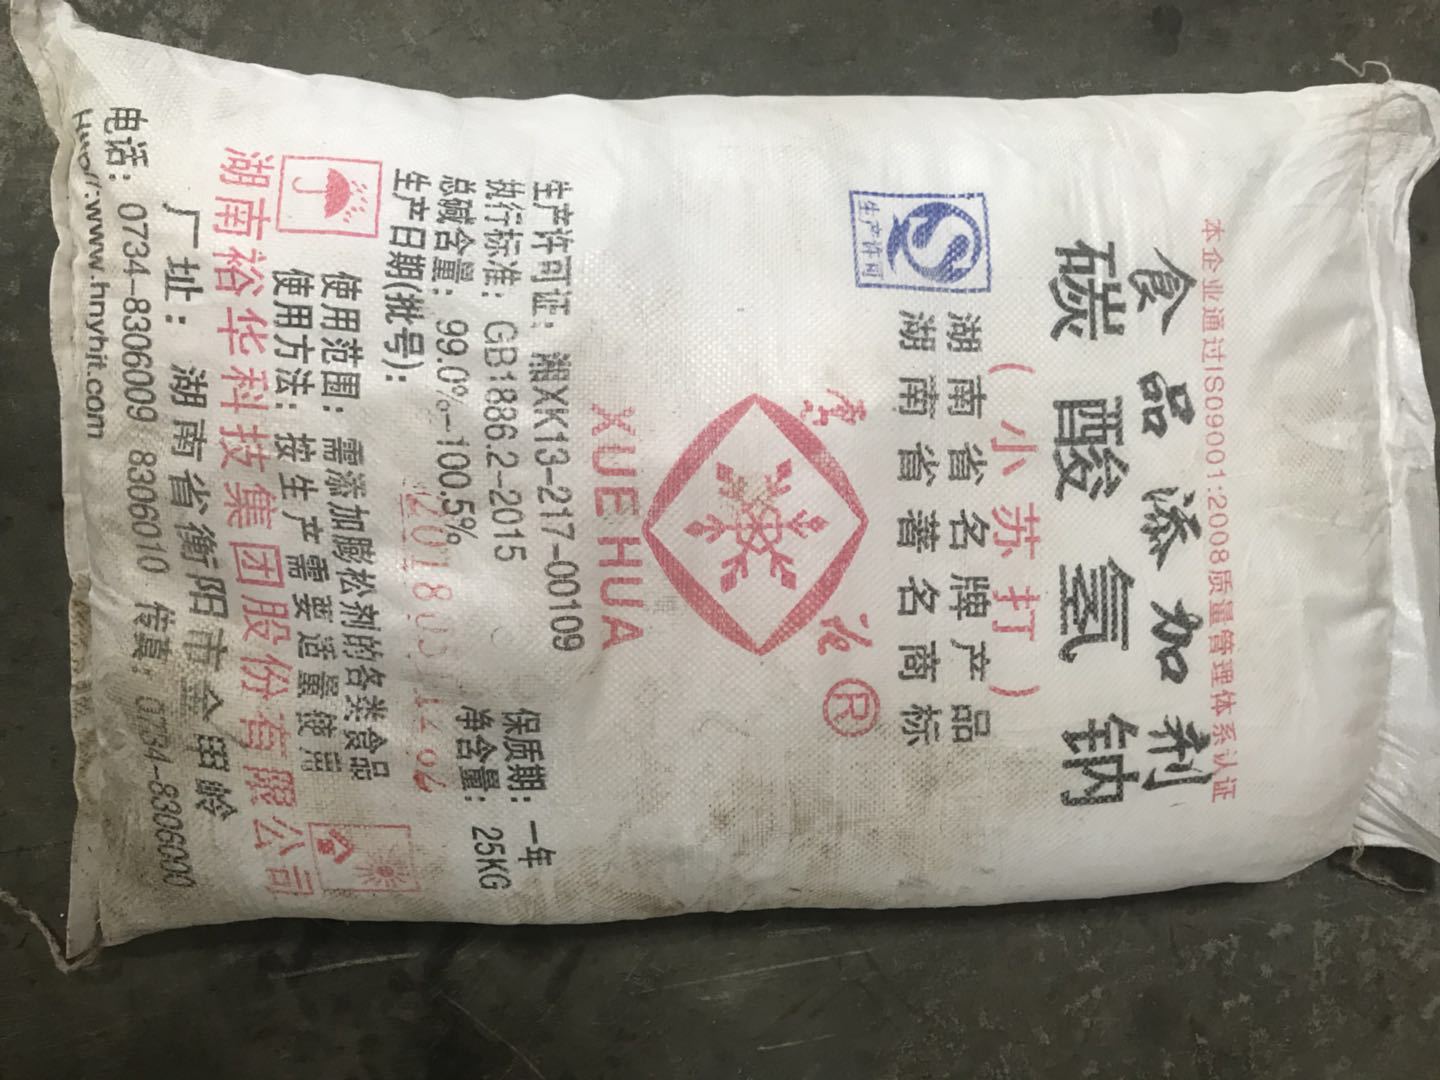 本企业通过ISO9001:2008质量管理体系认证
食品添加剂
碳酸氢钠
(小苏打)
生产许可
湖南省名牌产品
湖南省著名商标
雪花
®
XUE HUA
生产许可证：湘XK13-217-00109
执行标准：GB1886.2-2015
总碱含量：99.0%-100.5%
保质期：一年
净含量：25KG
生产日期(批号)：
使用范围：需添加膨松剂的各类食品
使用方法：按生产需要适量使用
湖南裕华科技集团股份有限公司
厂址：湖南省衡阳市金甲岭
电话：0734-8306009 8306010 传真：0734-8306000
Http//:www.hnyhjt.com